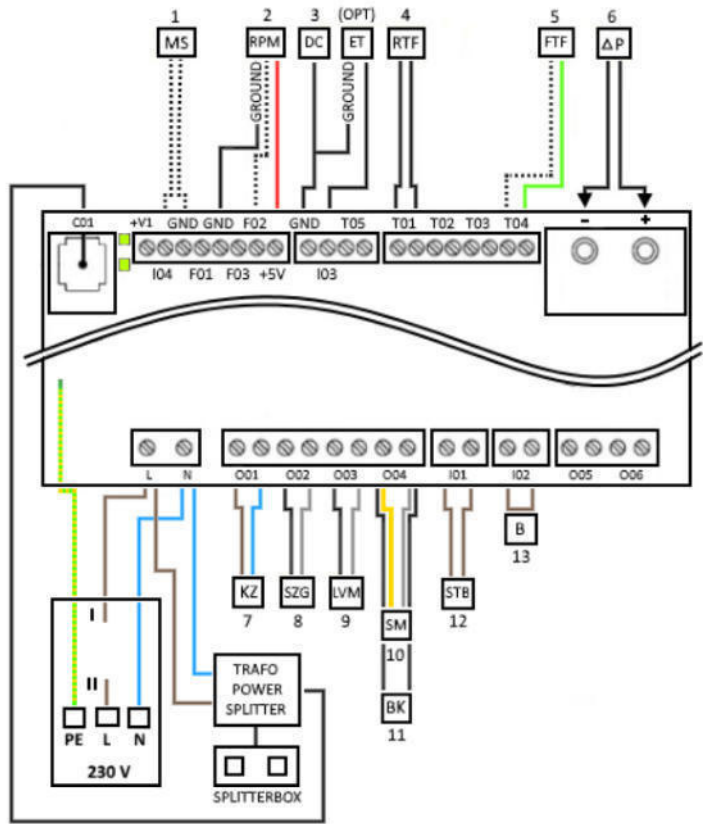 1 2 3 (OPT) 4 5 6
MS RPM DC ET RTF FTF ΔP
GROUND GROUND
C01 +V1 GND GND F02 GND T05 T01 T02 T03 T04 - +
I04 F01 F03 +5V I03
L N O01 O02 O03 O04 I01 I02 O05 O06
B
13
KZ SZG LVM STB
7 8 9 12
I
SM
10
II
TRAFO
POWER
SPLITTER
BK
11
PE L N
230 V
SPLITTERBOX